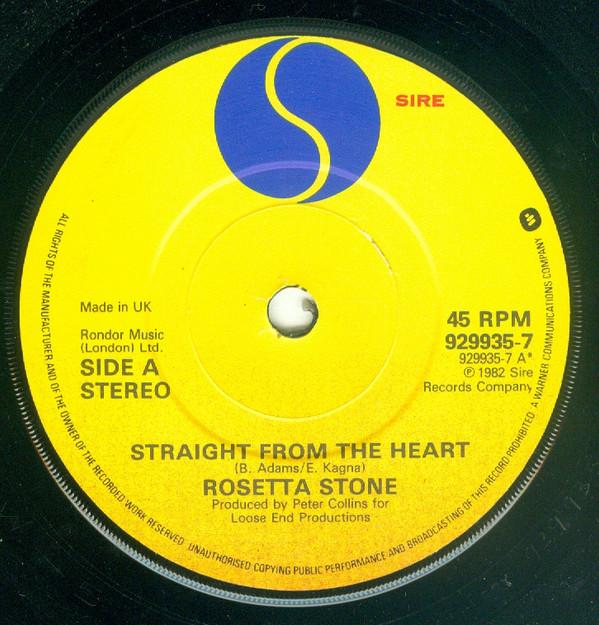 SIRE
Made in UK
Rondor Music
(London) Ltd.
SIDE A
STEREO
45 RPM
929935-7
929935-7 A*
℗ 1982 Sire
Records Company
STRAIGHT FROM THE HEART
(B. Adams/E. Kagna)
ROSETTA STONE
Produced by Peter Collins for
Loose End Productions
ALL RIGHTS OF THE MANUFACTURER AND OF THE OWNER OF THE RECORDED WORK RESERVED UNAUTHORISED COPYING PUBLIC PERFORMANCE AND BROADCASTING OF THIS RECORD PROHIBITED A WARNER COMMUNICATIONS COMPANY